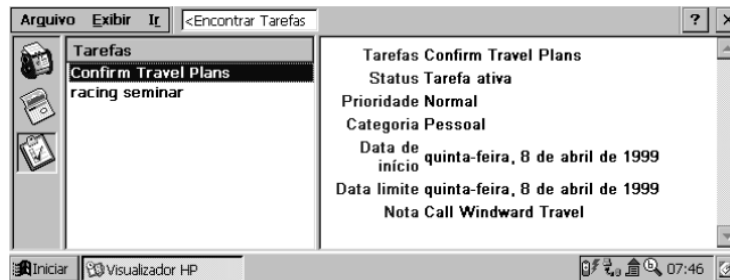 Arquivo Exibir Ir <Encontrar Tarefas ? X
Tarefas
Confirm Travel Plans
racing seminar
Tarefas Confirm Travel Plans
Status Tarefa ativa
Prioridade Normal
Categoria Pessoal
Data de
início quinta-feira, 8 de abril de 1999
Data limite quinta-feira, 8 de abril de 1999
Nota Call Windward Travel
Iniciar Visualizador HP 07:46